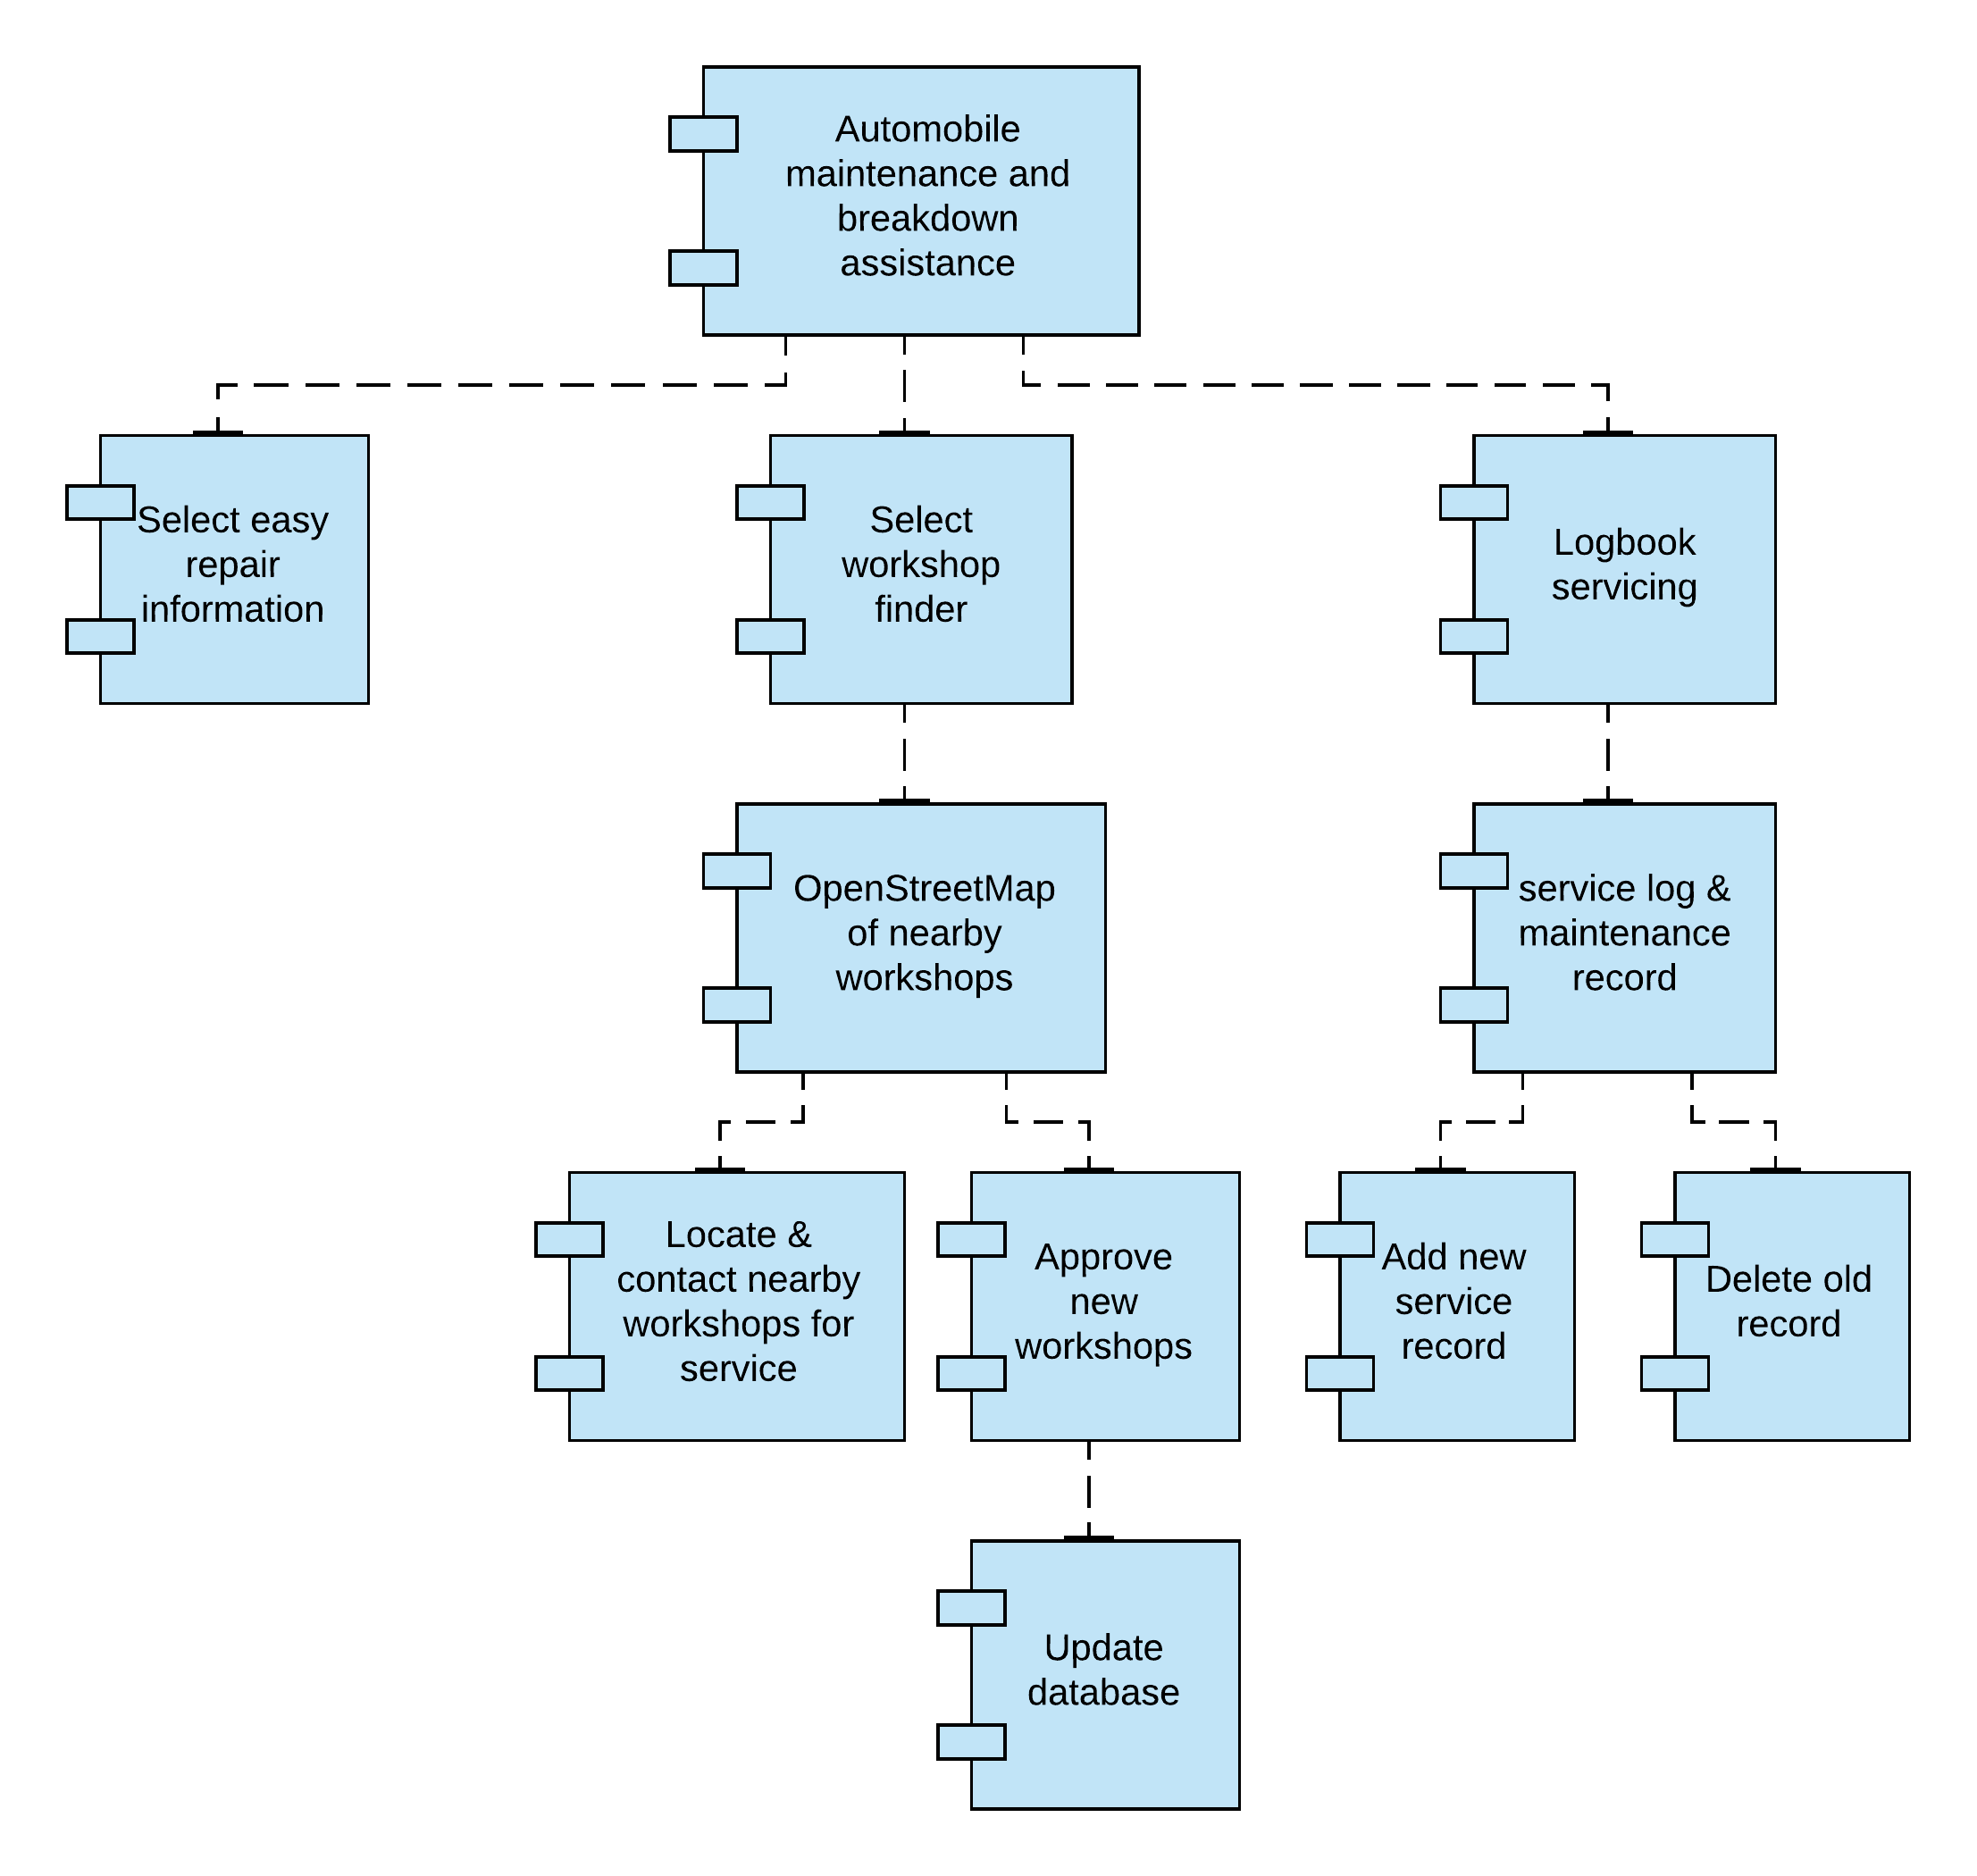 Automobile
maintenance and
breakdown
assistance
Select easy
repair
information
Select
workshop
finder
Logbook
servicing
OpenStreetMap
of nearby
workshops
service log &
maintenance
record
Locate &
contact nearby
workshops for
service
Approve
new
workshops
Add new
service
record
Delete old
record
Update
database